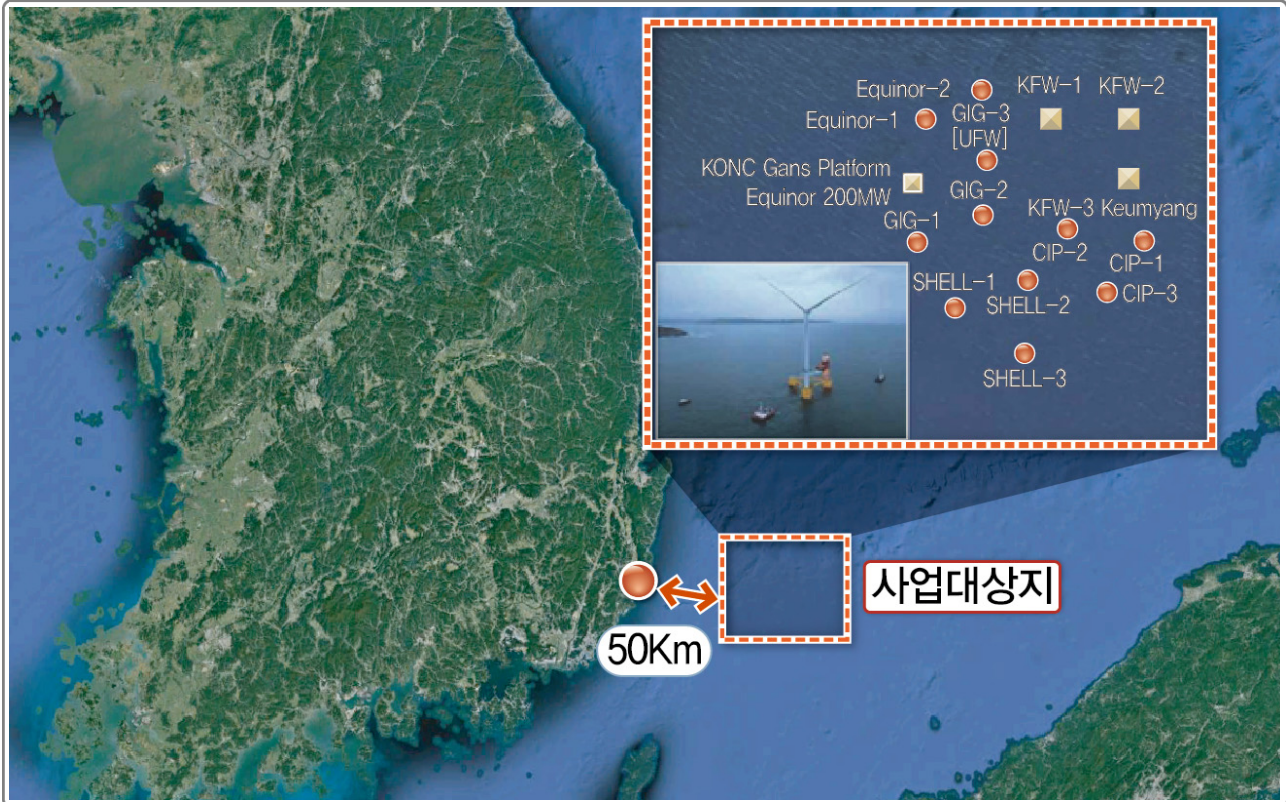 Equinor-2
KFW-1
KFW-2
Equinor-1
GIG-3
[UFW]
KONC Gans Platform
Equinor 200MW
GIG-2
GIG-1
KFW-3
Keumyang
CIP-2
CIP-1
SHELL-1
SHELL-2
CIP-3
SHELL-3
사업대상지
50Km